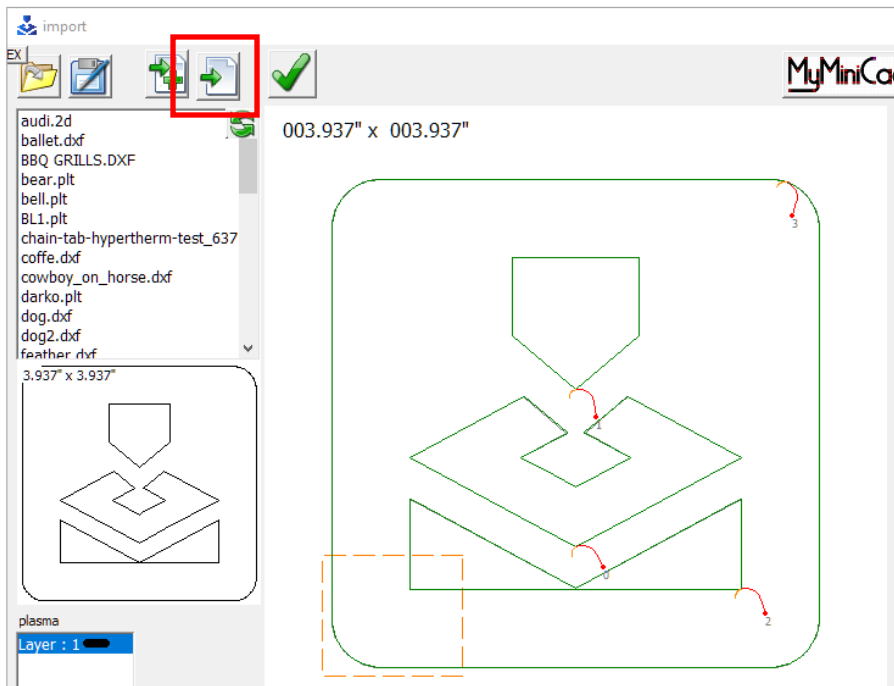 import
EX
MyMiniCa
audi.2d
ballet.dxf
BBQ GRILLS.DXF
bear.plt
bell.plt
BL1.plt
chain-tab-hypertherm-test_637
coffe.dxf
cowboy_on_horse.dxf
darko.plt
dog.dxf
dog2.dxf
feather.dxf
003.937" x 003.937"
3
1
0
2
3.937" x 3.937"
plasma
Layer : 1